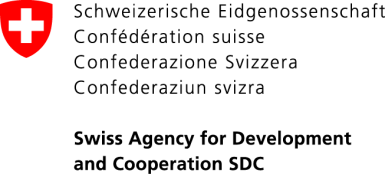 Schweizerische Eidgenossenschaft
Confédération suisse
Confederazione Svizzera
Confederaziun svizra
Swiss Agency for Development
and Cooperation SDC